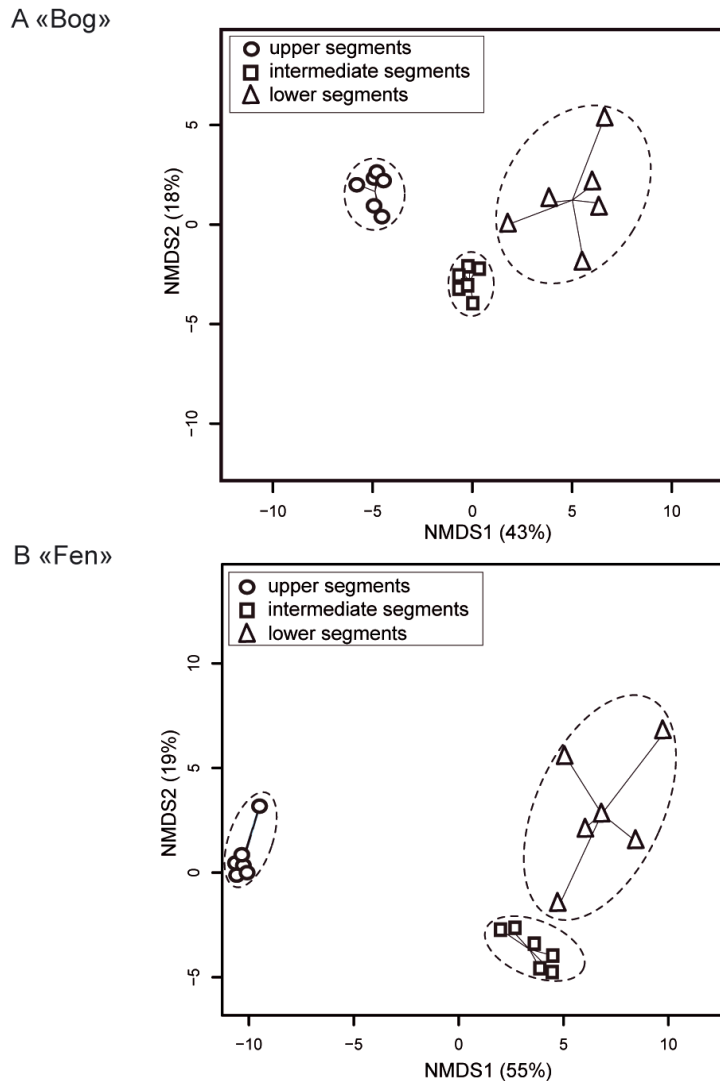 A «Bog»
upper segments
intermediate segments
lower segments
5
0
−5
−10
NMDS2 (18%)
−10 −5 0 5 10
NMDS1 (43%)
B «Fen»
upper segments
intermediate segments
lower segments
10
5
0
−5
NMDS2 (19%)
−10 −5 0 5 10
NMDS1 (55%)